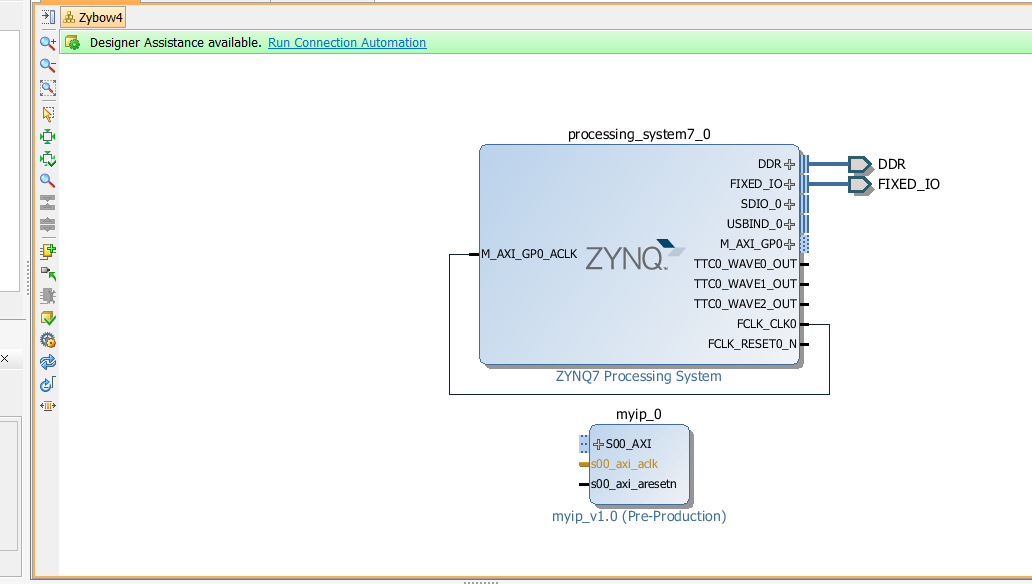 Zybow4
Designer Assistance available. Run Connection Automation
processing_system7_0
DDR
FIXED_IO
SDIO_0
USBIND_0
M_AXI_GP0
M_AXI_GP0_ACLK
ZYNQ
TTC0_WAVE0_OUT
TTC0_WAVE1_OUT
TTC0_WAVE2_OUT
FCLK_CLK0
FCLK_RESET0_N
DDR
FIXED_IO
ZYNQ7 Processing System
myip_0
S00_AXI
s00_axi_aclk
s00_axi_aresetn
myip_v1.0 (Pre-Production)